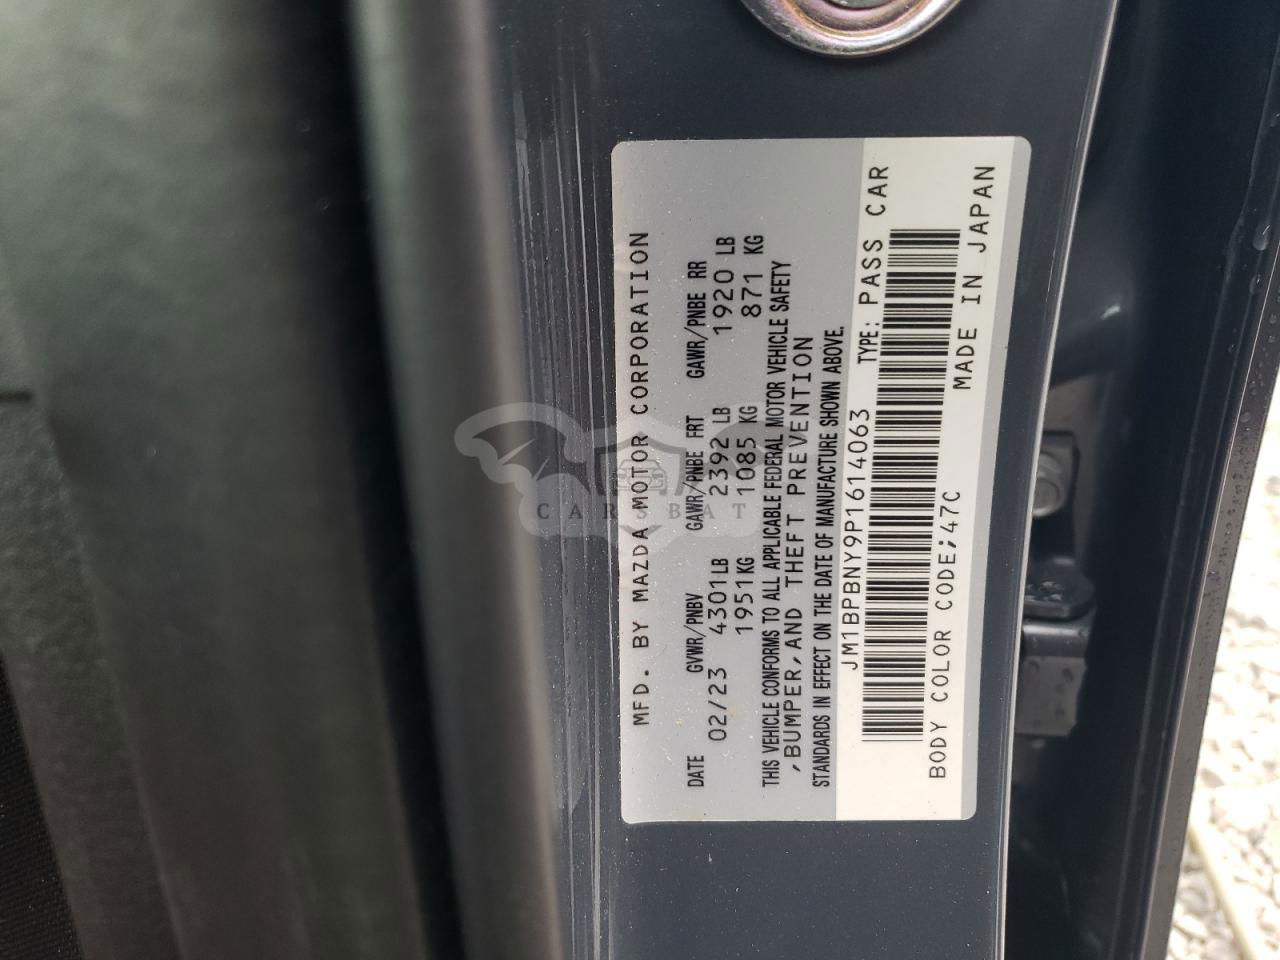 MFD. BY MAZDA MOTOR CORPORATION
DATE GVWR/PNBV GAWR/PNBE FRT GAWR/PNBE RR
02/23 4301LB 2392 LB 1920 LB
1951KG 1085 KG 871 KG
THIS VEHICLE CONFORMS TO ALL APPLICABLE FEDERAL MOTOR VEHICLE SAFETY
,BUMPER,AND THEFT PREVENTION
STANDARDS IN EFFECT ON THE DATE OF MANUFACTURE SHOWN ABOVE.
JM1BPBNY9P1614063 TYPE: PASS CAR
BODY COLOR CODE;47C MADE IN JAPAN
CARSBAT